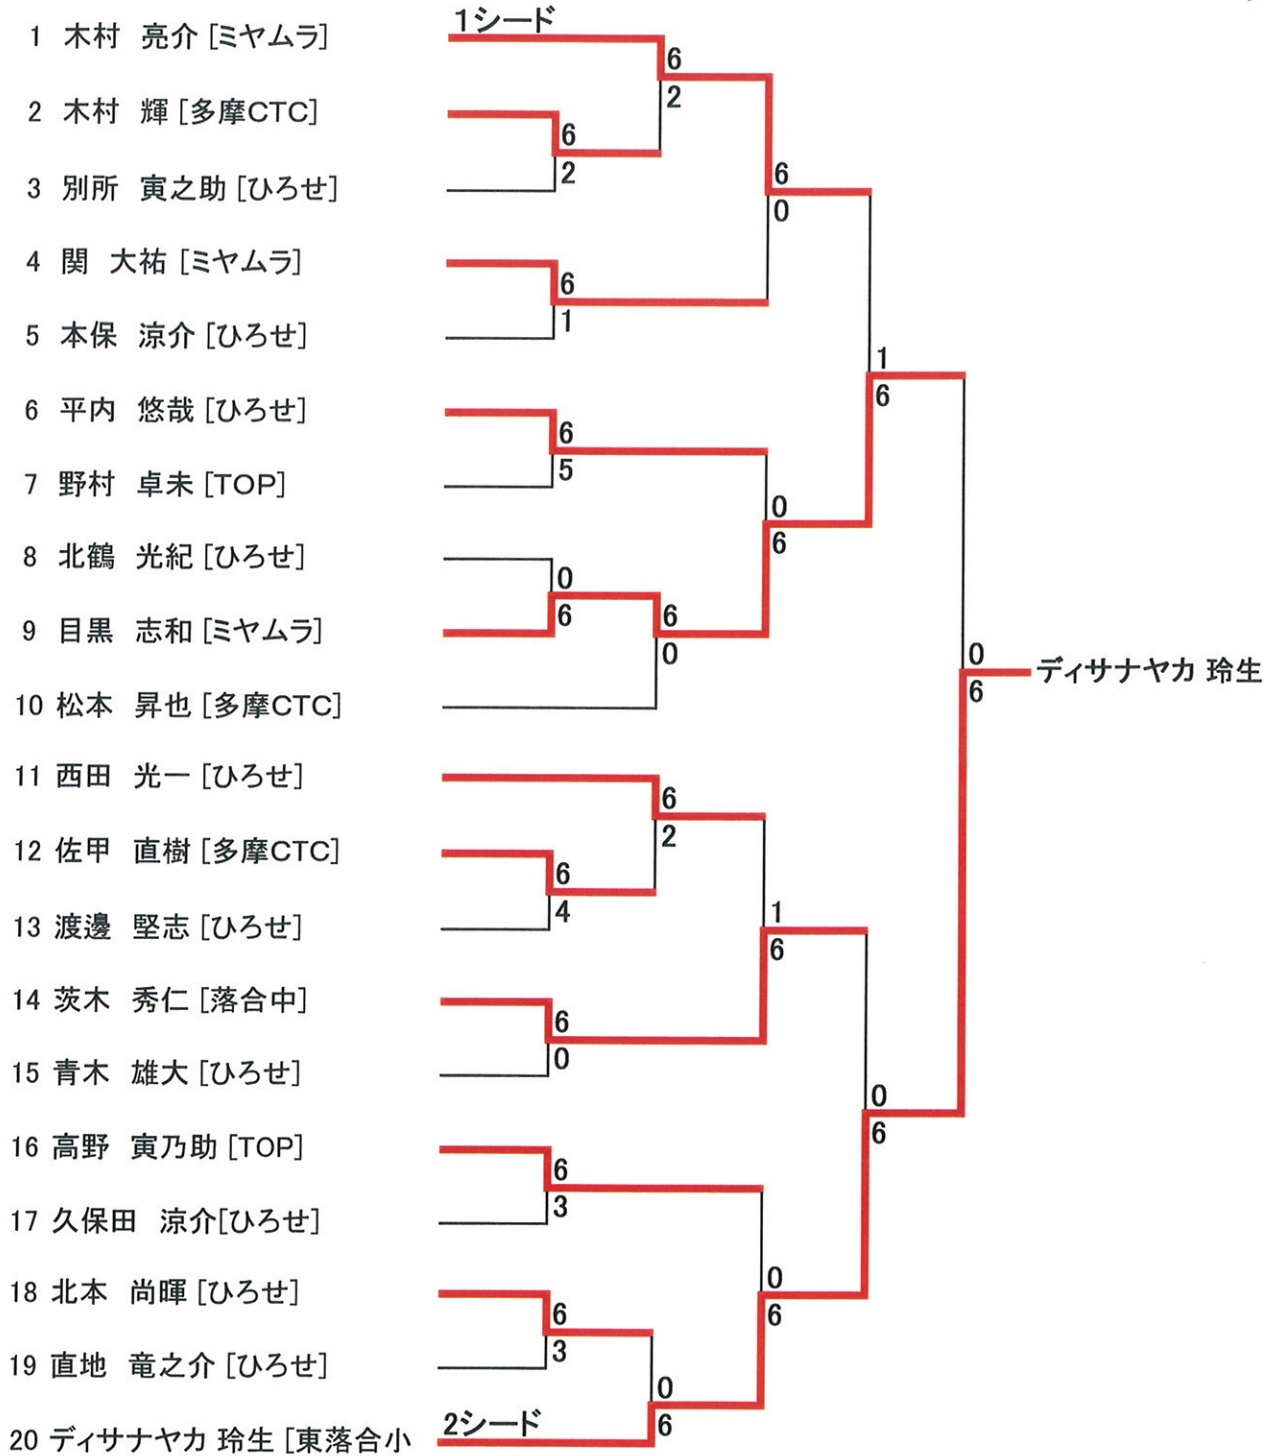 1シード
1 木村 亮介 [ミヤムラ]
6
2
2 木村 輝 [多摩CTC]
6
2
3 別所 寅之助 [ひろせ]
6
0
4 関 大祐 [ミヤムラ]
6
1
5 本保 涼介 [ひろせ]
1
6
6 平内 悠哉 [ひろせ]
6
5
7 野村 卓未 [TOP]
0
6
8 北鶴 光紀 [ひろせ]
0
6
9 目黒 志和 [ミヤムラ]
6
0
10 松本 昇也 [多摩CTC]
0
6
ディサナヤカ 玲生
11 西田 光一 [ひろせ]
6
2
12 佐甲 直樹 [多摩CTC]
6
4
13 渡邊 堅志 [ひろせ]
1
6
14 茨木 秀仁 [落合中]
6
0
15 青木 雄大 [ひろせ]
0
6
16 高野 寅乃助 [TOP]
6
3
17 久保田 涼介[ひろせ]
0
6
18 北本 尚暉 [ひろせ]
6
3
19 直地 竜之介 [ひろせ]
0
6
2シード
20 ディサナヤカ 玲生 [東落合小